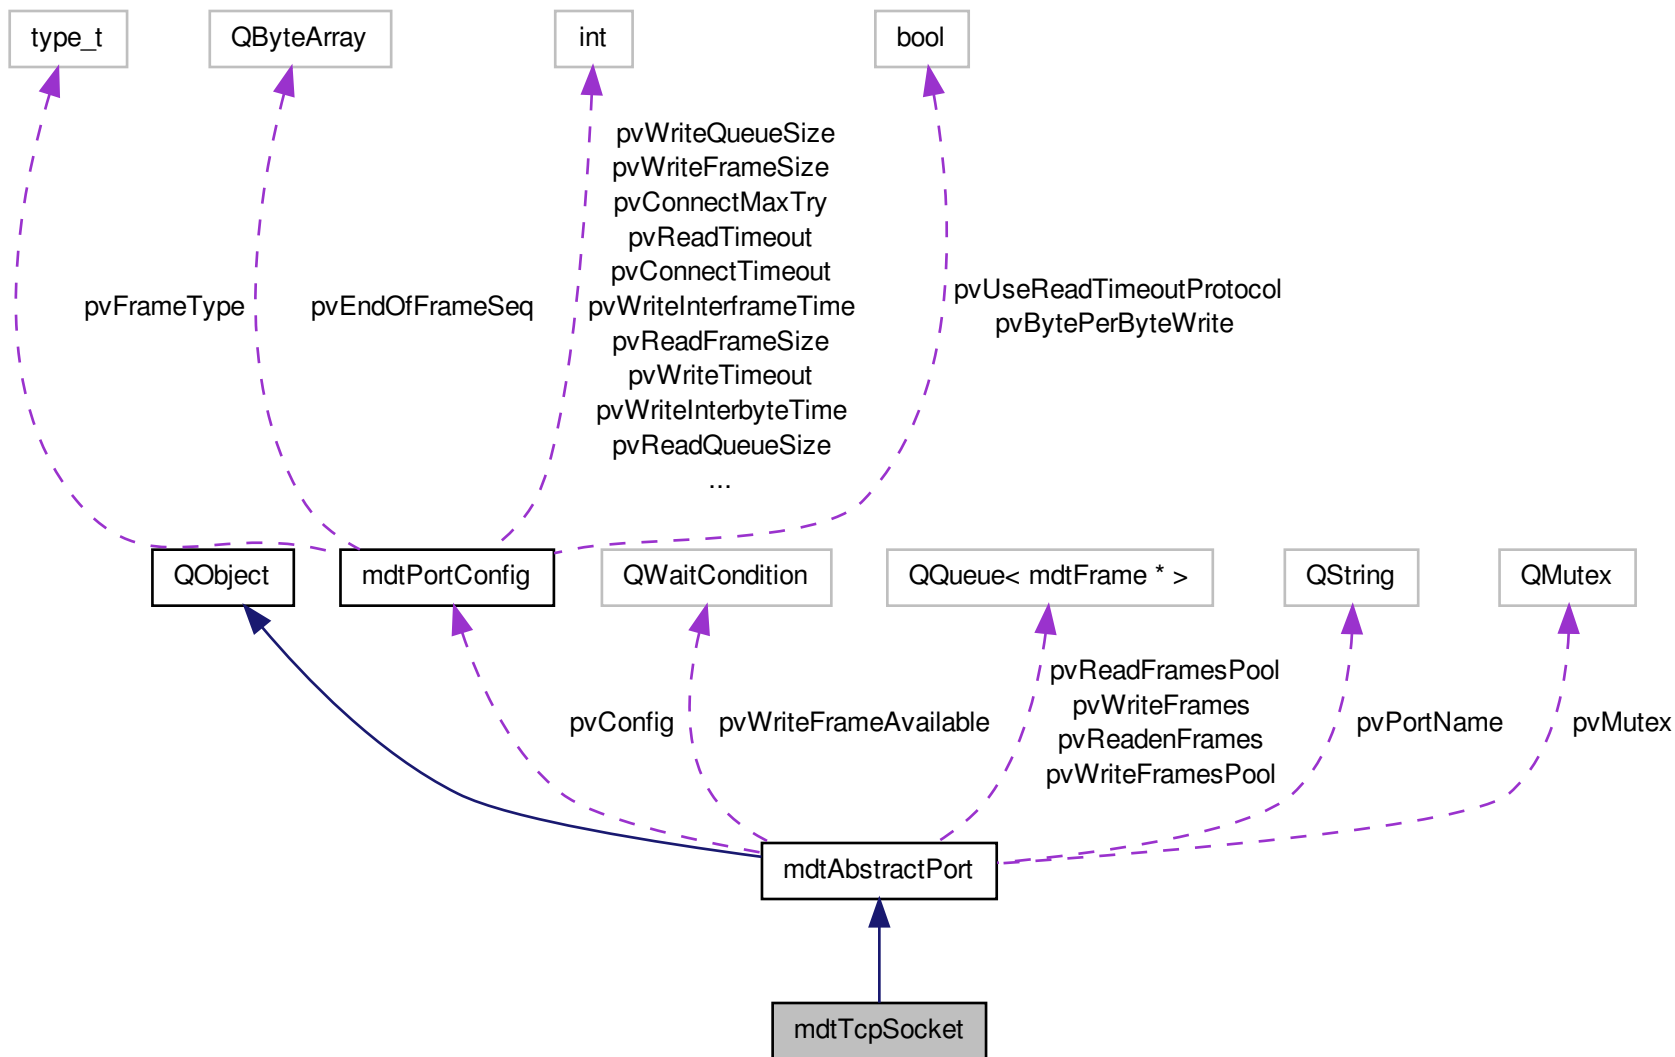 type_t
QByteArray
int
bool
pvWriteQueueSize
pvWriteFrameSize
pvConnectMaxTry
pvReadTimeout
pvConnectTimeout
pvWriteInterframeTime
pvReadFrameSize
pvWriteTimeout
pvWriteInterbyteTime
pvReadQueueSize
...
pvFrameType
pvEndOfFrameSeq
pvUseReadTimeoutProtocol
pvBytePerByteWrite
QObject
mdtPortConfig
QWaitCondition
QQueue< mdtFrame * >
QString
QMutex
pvConfig
pvWriteFrameAvailable
pvReadFramesPool
pvWriteFrames
pvReadenFrames
pvWriteFramesPool
pvPortName
pvMutex
mdtAbstractPort
mdtTcpSocket